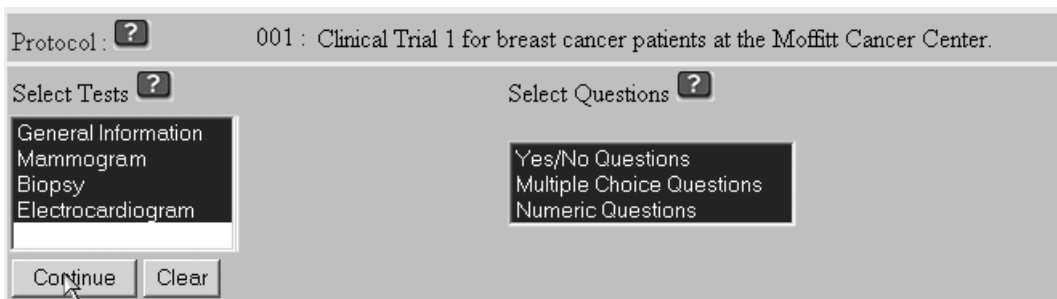 Protocol : ? 001 : Clinical Trial 1 for breast cancer patients at the Moffitt Cancer Center.
Select Tests ? Select Questions ?
General Information
Mammogram
Biopsy
Electrocardiogram
Yes/No Questions
Multiple Choice Questions
Numeric Questions
Continue Clear